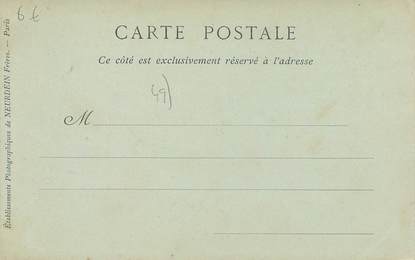 6 €
CARTE POSTALE
Ce côté est exclusivement réservé à l'adresse
49)
M
Établissements Photographiques de NEURDEIN Frères. — Paris